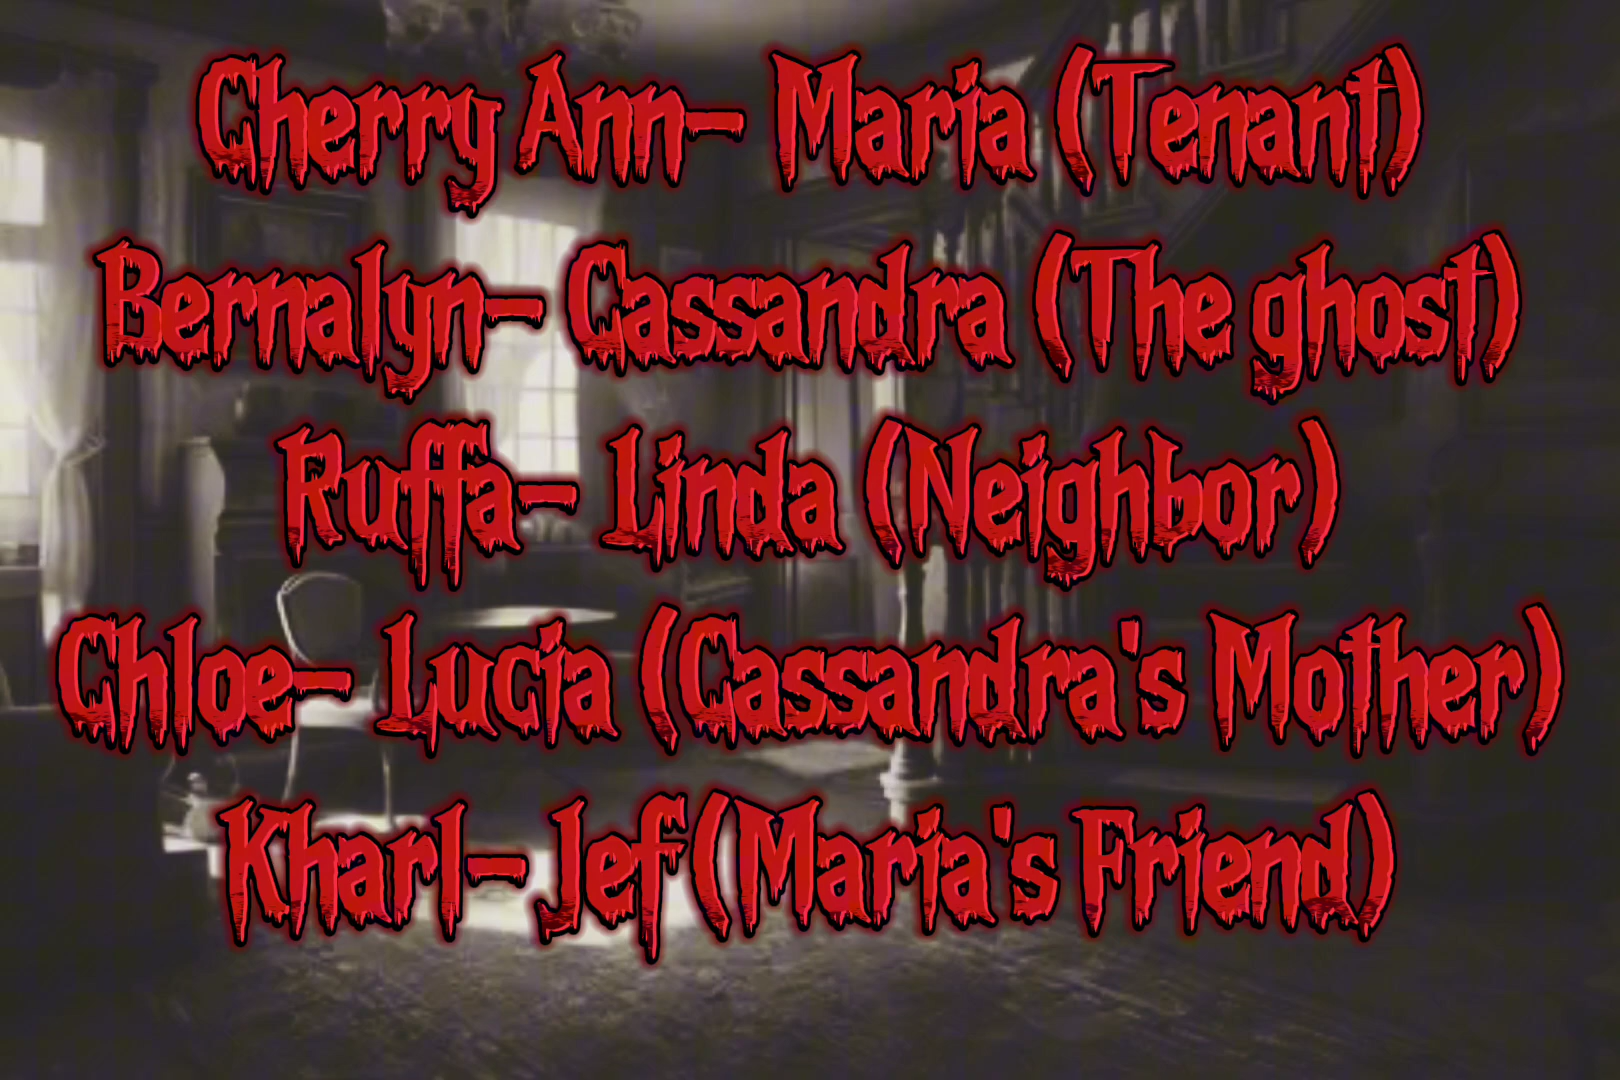 Cherry Ann- Maria (Tenant)
Bernalyn- Cassandra (The ghost)
Ruffa- Linda (Neighbor)
Chloe- Lucia (Cassandra's Mother)
Kharl- Jef (Maria's Friend)